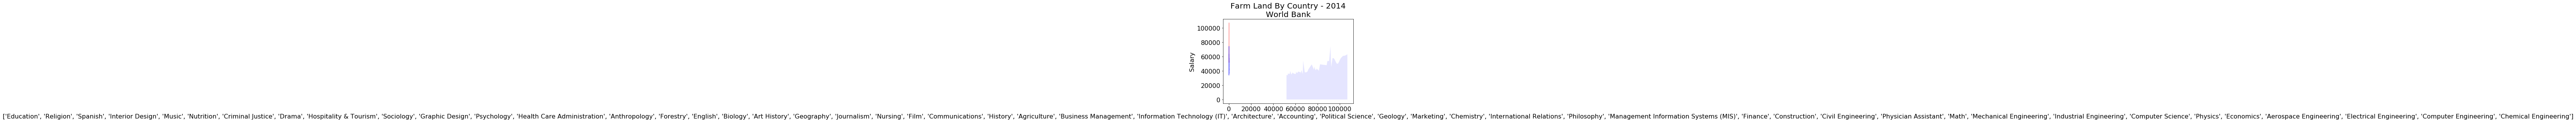 Farm Land By Country - 2014
World Bank
100000
80000
60000
40000
20000
0
Salary
0 20000 40000 60000 80000 100000
['Education', 'Religion', 'Spanish', 'Interior Design', 'Music', 'Nutrition', 'Criminal Justice', 'Drama', 'Hospitality & Tourism', 'Sociology', 'Graphic Design', 'Psychology', 'Health Care Administration', 'Anthropology', 'Forestry', 'English', 'Biology', 'Art History', 'Geography', 'Journalism', 'Nursing', 'Film', 'Communications', 'History', 'Agriculture', 'Business Management', 'Information Technology (IT)', 'Architecture', 'Accounting', 'Political Science', 'Geology', 'Marketing', 'Chemistry', 'International Relations', 'Philosophy', 'Management Information Systems (MIS)', 'Finance', 'Construction', 'Civil Engineering', 'Physician Assistant', 'Math', 'Mechanical Engineering', 'Industrial Engineering', 'Computer Science', 'Physics', 'Economics', 'Aerospace Engineering', 'Electrical Engineering', 'Computer Engineering', 'Chemical Engineering']